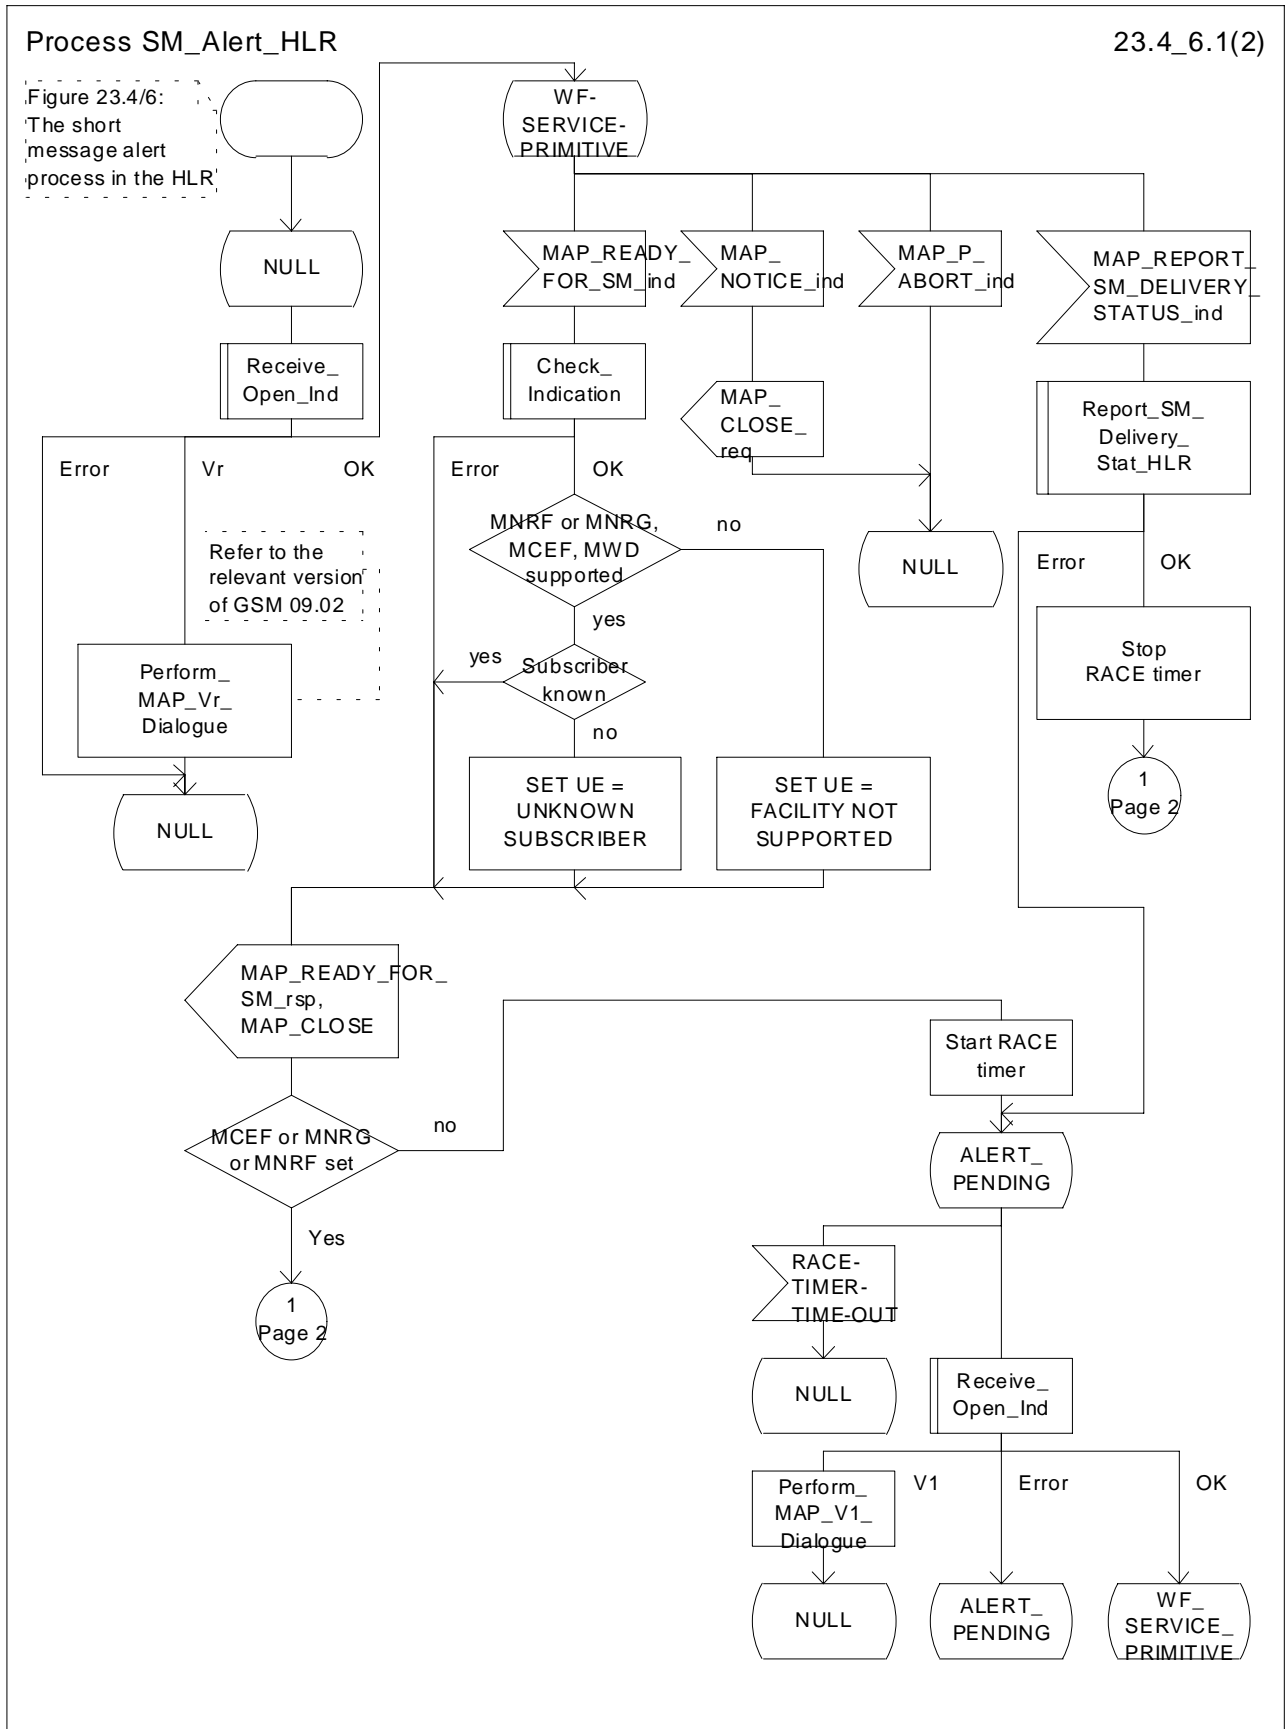 Process SM_Alert_HLR
23.4_6.1(2)
Figure 23.4/6:
The short
message alert
process in the HLR
WF-
SERVICE-
PRIMITIVE
NULL
MAP_READY_
FOR_SM_ind
MAP_
NOTICE_ind
MAP_P_
ABORT_ind
MAP_REPORT_
SM_DELIVERY_
STATUS_ind
Receive_
Open_Ind
Check_
Indication
MAP_
CLOSE_
req
Report_SM_
Delivery_
Stat_HLR
Error
Vr
OK
Error
OK
MNRF or MNRG,
MCEF, MWD
supported
no
yes
NULL
Error
OK
Refer to the
relevant version
of GSM 09.02
Perform_
MAP_Vr_
Dialogue
yes
Subscriber
known
no
Stop
RACE timer
1
Page 2
NULL
SET UE =
UNKNOWN
SUBSCRIBER
SET UE =
FACILITY NOT
SUPPORTED
MAP_READY_FOR_
SM_rsp,
MAP_CLOSE
Start RACE
timer
MCEF or MNRG
or MNRF set
no
Yes
ALERT_
PENDING
1
Page 2
RACE-
TIMER-
TIME-OUT
NULL
Receive_
Open_Ind
Perform_
MAP_V1_
Dialogue
V1
Error
OK
NULL
ALERT_
PENDING
WF_
SERVICE_
PRIMITIVE